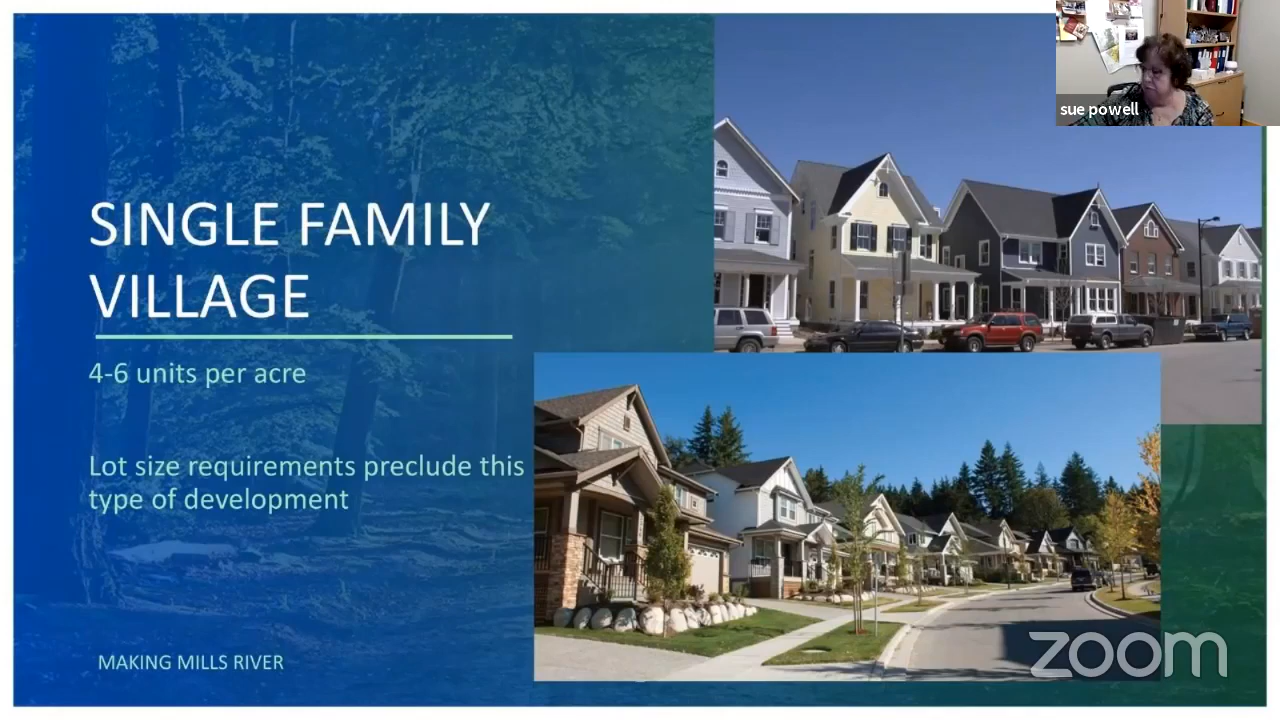 sue powell
SINGLE FAMILY
VILLAGE
4-6 units per acre
Lot size requirements preclude this
type of development
MAKING MILLS RIVER
zoom